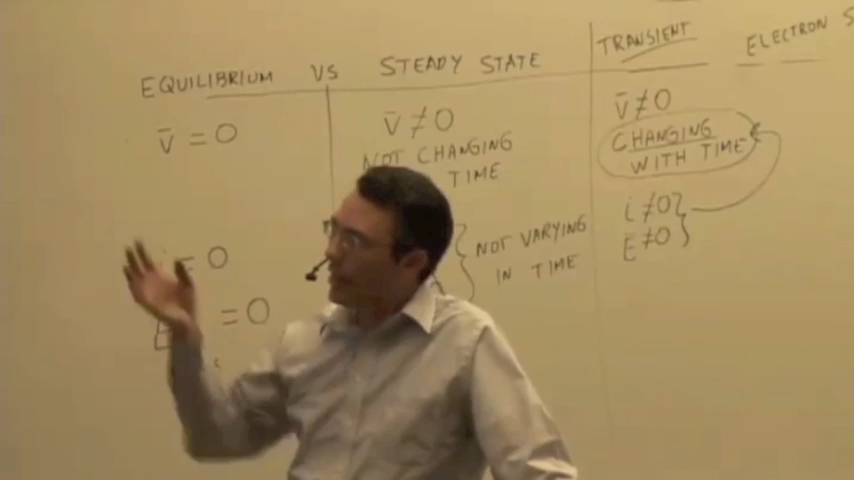 EQUILIBRIUM VS STEADY STATE TRANSIENT ELECTRON
v̄ = 0
v̄ ≠ 0
NOT CHANGING
TIME
v̄ ≠ 0
CHANGING
WITH TIME
= 0
E = 0
} NOT VARYING
IN TIME
i ≠ 0 }
E ≠ 0